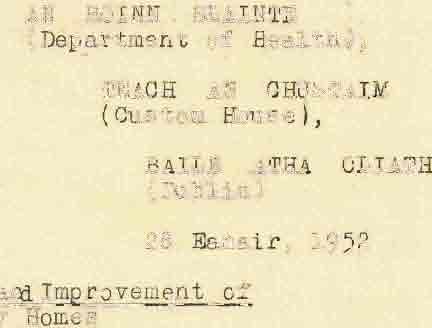 AN ROINN SLAINTE
(Department of Health),
TEACH AN CHUSTAIM
(Custom House),
BAILE ATHA CLIATH
(Dublin)
28 Eanair, 1952
and Improvement of
Homes